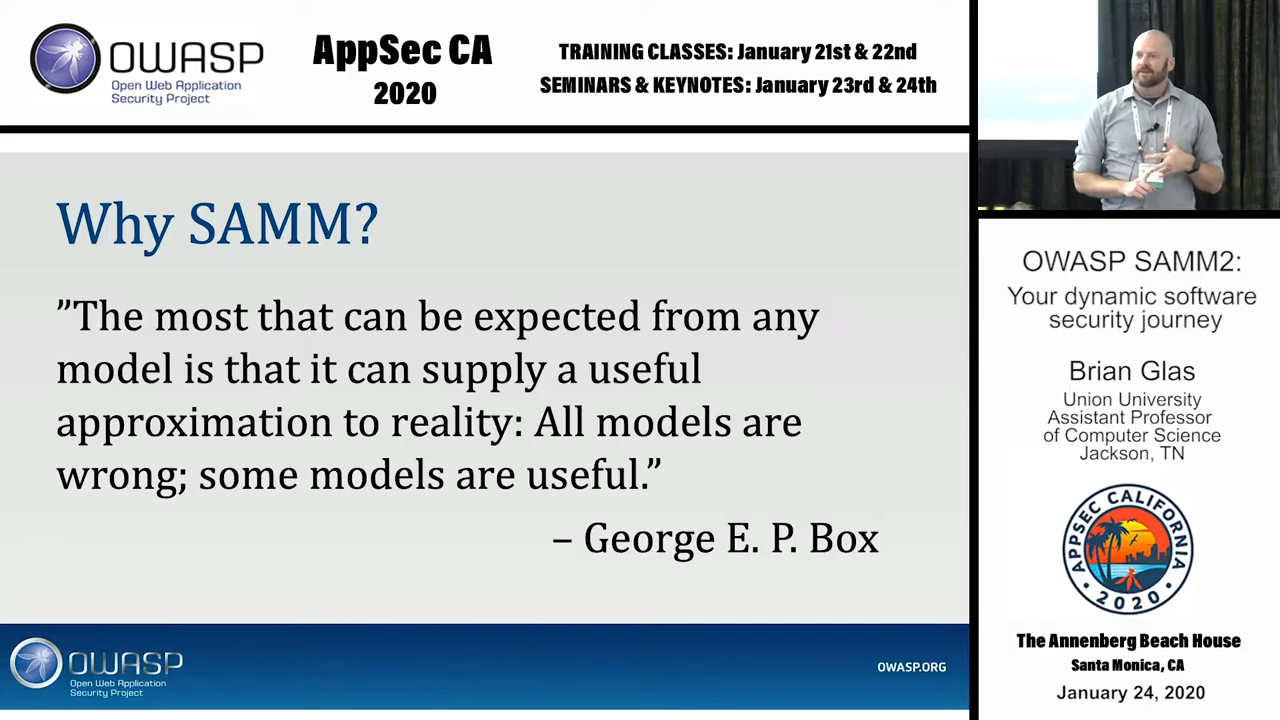 OWASP
Open Web Application
Security Project
AppSec CA
2020
TRAINING CLASSES: January 21st & 22nd
SEMINARS & KEYNOTES: January 23rd & 24th
Why SAMM?
”The most that can be expected from any
model is that it can supply a useful
approximation to reality: All models are
wrong; some models are useful.”
– George E. P. Box
OWASP
Open Web Application
Security Project
OWASP.ORG
OWASP SAMM2:
Your dynamic software
security journey
Brian Glas
Union University
Assistant Professor
of Computer Science
Jackson, TN
APPSEC CALIFORNIA
2020
The Annenberg Beach House
Santa Monica, CA
January 24, 2020